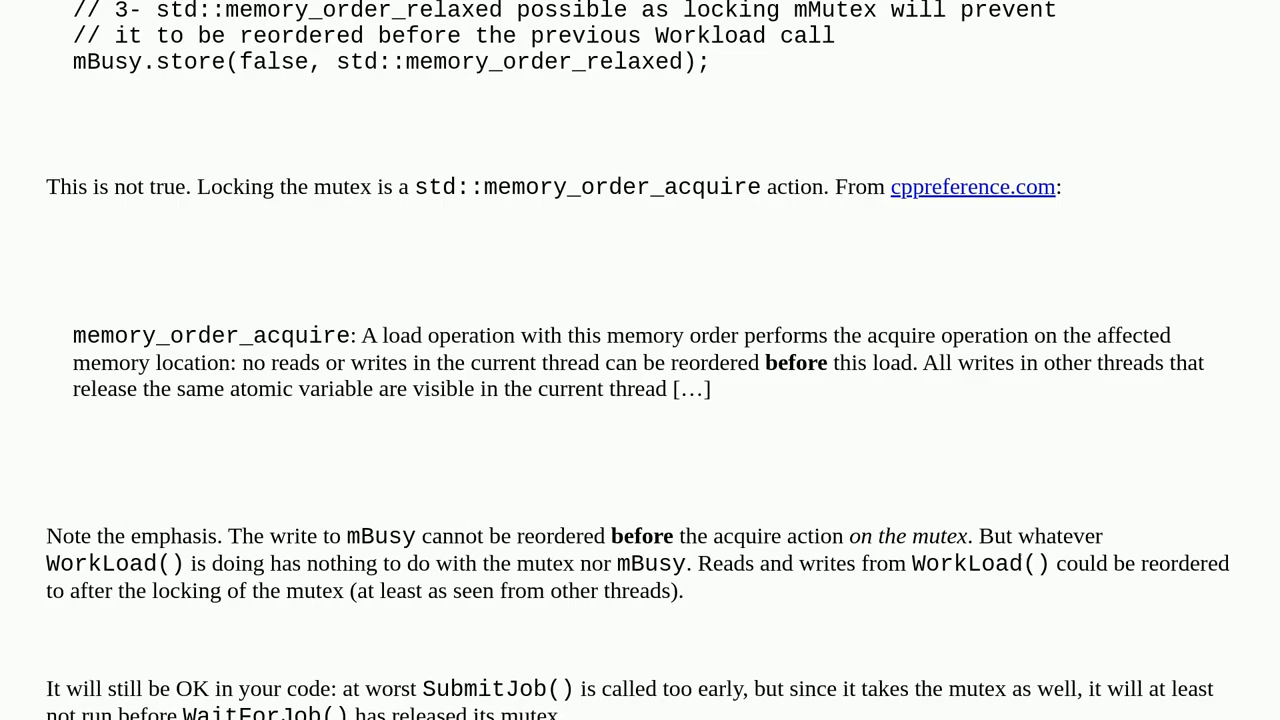 // 3- std::memory_order_relaxed possible as locking mMutex will prevent
// it to be reordered before the previous Workload call
mBusy.store(false, std::memory_order_relaxed);
This is not true. Locking the mutex is a std::memory_order_acquire action. From cppreference.com:
memory_order_acquire: A load operation with this memory order performs the acquire operation on the affected
memory location: no reads or writes in the current thread can be reordered before this load. All writes in other threads that
release the same atomic variable are visible in the current thread […]
Note the emphasis. The write to mBusy cannot be reordered before the acquire action on the mutex. But whatever
WorkLoad() is doing has nothing to do with the mutex nor mBusy. Reads and writes from WorkLoad() could be reordered
to after the locking of the mutex (at least as seen from other threads).
It will still be OK in your code: at worst SubmitJob() is called too early, but since it takes the mutex as well, it will at least
not run before WaitForJob() has released its mutex.